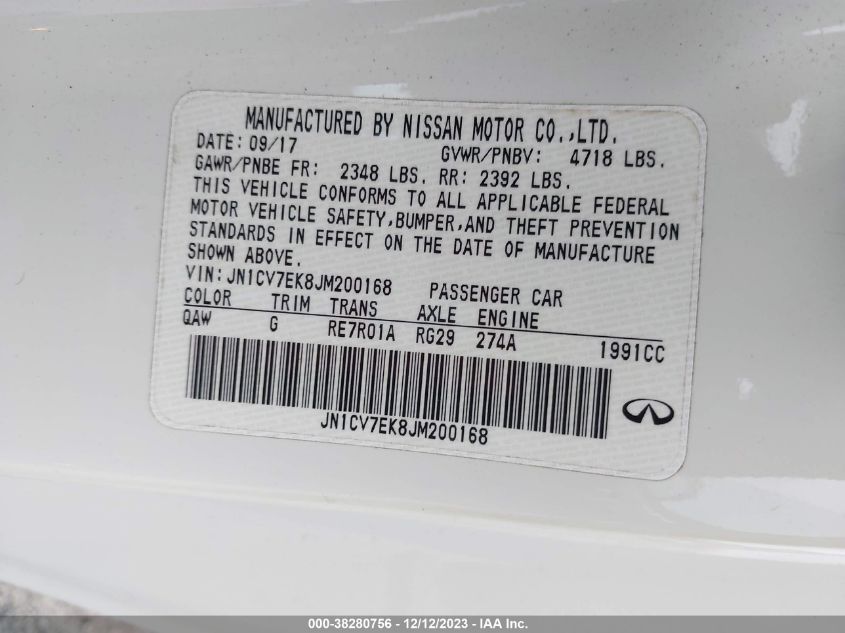 MANUFACTURED BY NISSAN MOTOR CO.,LTD.
DATE: 09/17 GVWR/PNBV: 4718 LBS.
GAWR/PNBE FR: 2348 LBS. RR: 2392 LBS.
THIS VEHICLE CONFORMS TO ALL APPLICABLE FEDERAL
MOTOR VEHICLE SAFETY,BUMPER,AND THEFT PREVENTION
STANDARDS IN EFFECT ON THE DATE OF MANUFACTURE
SHOWN ABOVE.
VIN: JN1CV7EK8JM200168 PASSENGER CAR
COLOR TRIM TRANS AXLE ENGINE
QAW G RE7R01A RG29 274A 1991CC
JN1CV7EK8JM200168
000-38280756 - 12/12/2023 - IAA Inc.